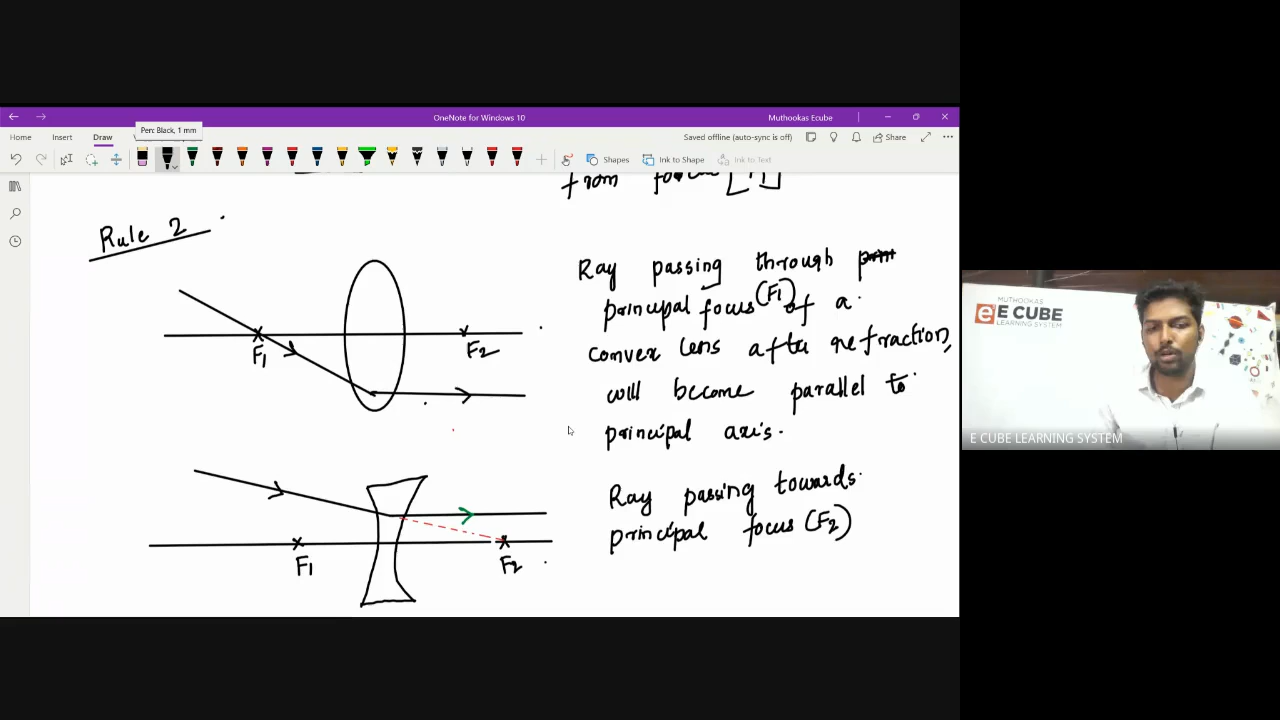 OneNote for Windows 10
Muthookas Ecube
Pen: Black, 1 mm
Home Insert Draw
Saved offline (auto-sync is off) Share
Shapes Ink to Shape Ink to Text
from focus [F1]
Rule 2
Ray passing through
principal focus (F1) of a
convex lens after refraction,
will become parallel to
principal axis.
F1 F2
Ray passing towards
principal focus (F2)
F1 F2
MUTHOOKAS
e E CUBE
LEARNING SYSTEM
E CUBE LEARNING SYSTEM